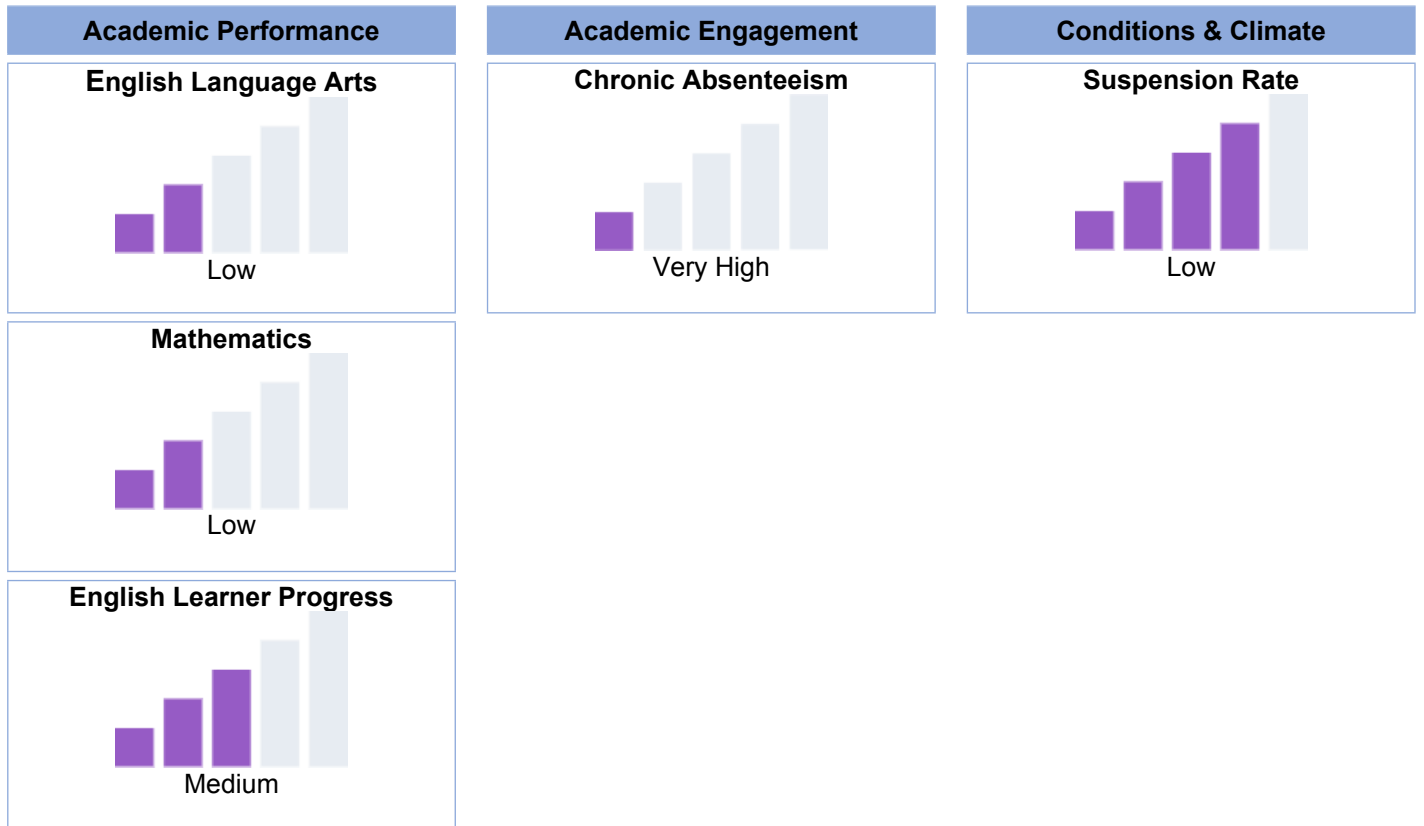 Academic Performance
English Language Arts
Low
Mathematics
Low
English Learner Progress
Medium
Academic Engagement
Chronic Absenteeism
Very High
Conditions & Climate
Suspension Rate
Low